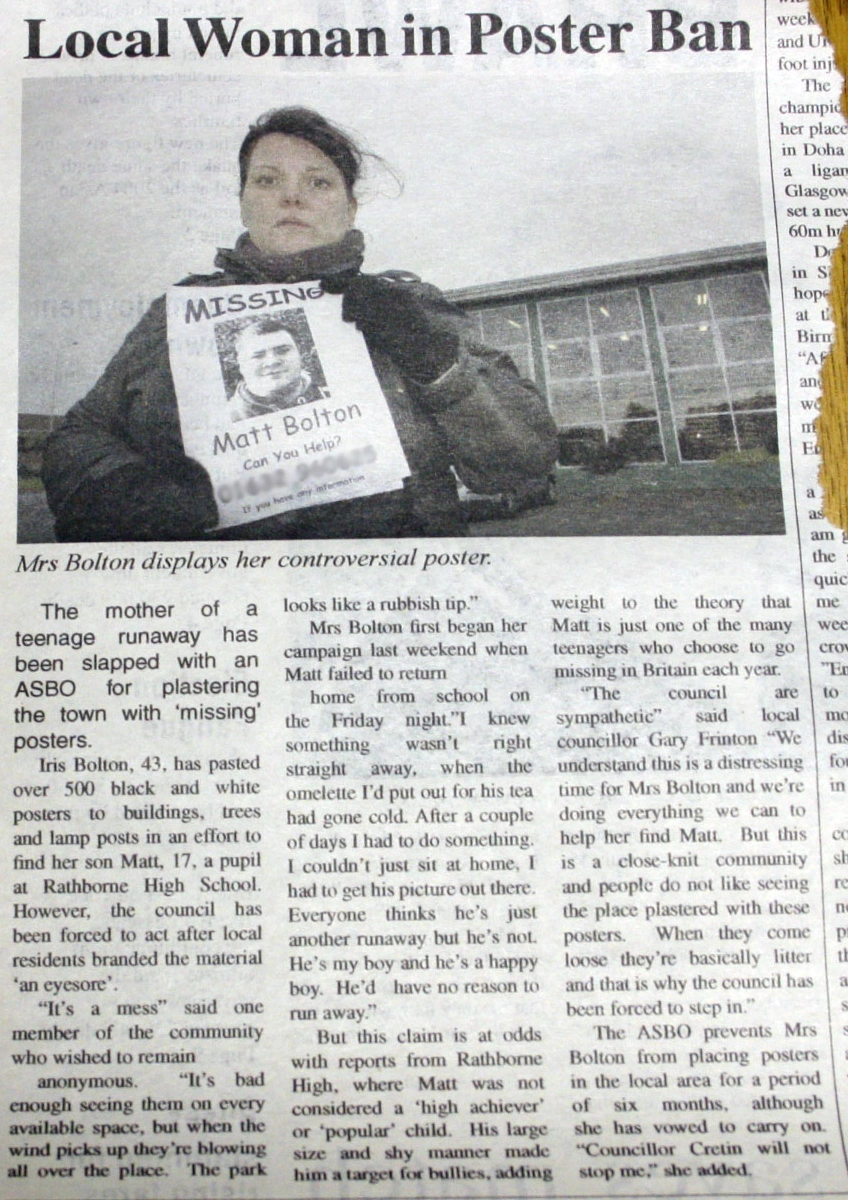 Local Woman in Poster Ban
MISSING
Matt Bolton
Can You Help?
If you have any information
Mrs Bolton displays her controversial poster.
The mother of a
teenage runaway has
been slapped with an
ASBO for plastering
the town with 'missing'
posters.
Iris Bolton, 43, has pasted
over 500 black and white
posters to buildings, trees
and lamp posts in an effort to
find her son Matt, 17, a pupil
at Rathborne High School.
However, the council has
been forced to act after local
residents branded the material
'an eyesore'.
"It's a mess" said one
member of the community
who wished to remain
anonymous. "It's bad
enough seeing them on every
available space, but when the
wind picks up they're blowing
all over the place. The park
looks like a rubbish tip."
Mrs Bolton first began her
campaign last weekend when
Matt failed to return
home from school on
the Friday night."I knew
something wasn't right
straight away, when the
omelette I'd put out for his tea
had gone cold. After a couple
of days I had to do something.
I couldn't just sit at home, I
had to get his picture out there.
Everyone thinks he's just
another runaway but he's not.
He's my boy and he's a happy
boy. He'd have no reason to
run away."
But this claim is at odds
with reports from Rathborne
High, where Matt was not
considered a 'high achiever'
or 'popular' child. His large
size and shy manner made
him a target for bullies, adding
weight to the theory that
Matt is just one of the many
teenagers who choose to go
missing in Britain each year.
"The council are
sympathetic" said local
councillor Gary Frinton "We
understand this is a distressing
time for Mrs Bolton and we're
doing everything we can to
help her find Matt. But this
is a close-knit community
and people do not like seeing
the place plastered with these
posters. When they come
loose they're basically litter
and that is why the council has
been forced to step in."
The ASBO prevents Mrs
Bolton from placing posters
in the local area for a period
of six months, although
she has vowed to carry on.
"Councillor Cretin will not
stop me," she added.
week
and
foot
The
her place
in Doha
a
Glasgow
set a
60m
in
at
a
as
am
the
me
to
in